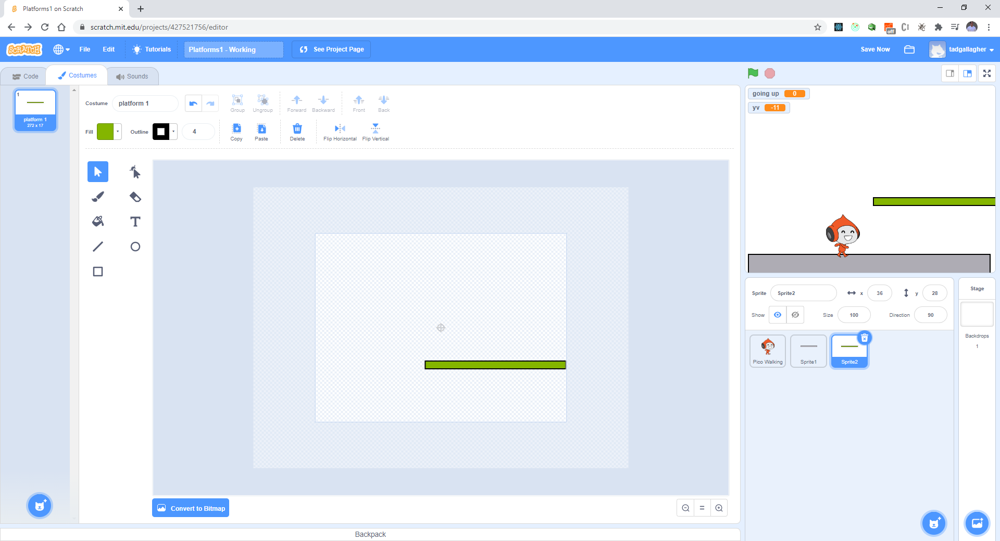 Platforms1 on Scratch
scratch.mit.edu/projects/427521756/editor
off
SCRATCH
File
Edit
Tutorials
Platforms1 - Working
See Project Page
Save Now
tadgallagher
Code
Costumes
Sounds
1
platform 1
272 x 17
Costume
platform 1
Group
Ungroup
Forward
Backward
Front
Back
Fill
Outline
4
Copy
Paste
Delete
Flip Horizontal
Flip Vertical
Convert to Bitmap
Backpack
going up 0
yv -11
Sprite
Sprite2
x
36
y
28
Show
Size
100
Direction
90
Pico Walking
Sprite1
Sprite2
Stage
Backdrops
1